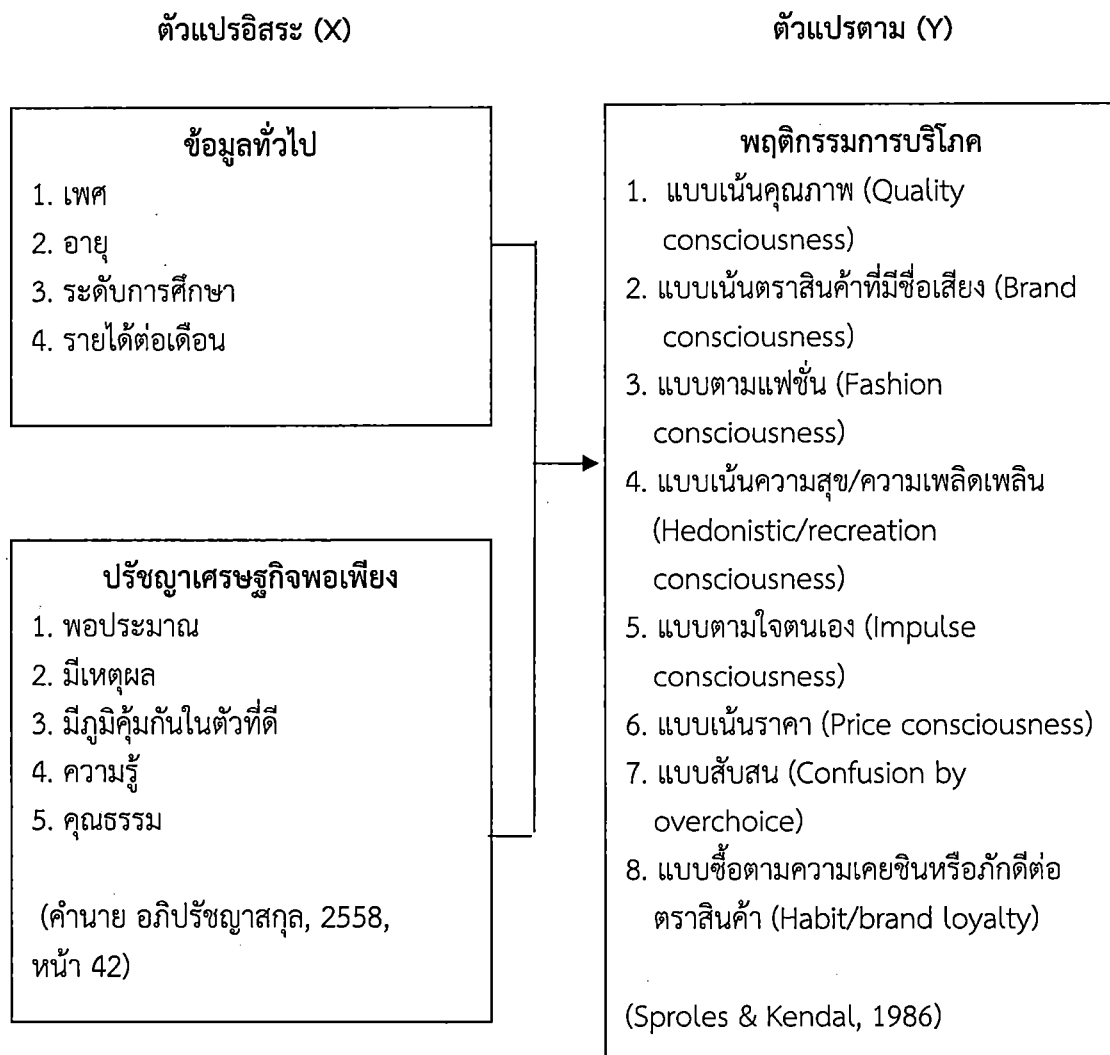 ตัวแปรอิสระ (X)
ตัวแปรตาม (Y)
ข้อมูลทั่วไป
1. เพศ
2. อายุ
3. ระดับการศึกษา
4. รายได้ต่อเดือน
ปรัชญาเศรษฐกิจพอเพียง
1. พอประมาณ
2. มีเหตุผล
3. มีภูมิคุ้มกันในตัวที่ดี
4. ความรู้
5. คุณธรรม
(คำนาย อภิปรัชญาสกุล, 2558,
หน้า 42)
พฤติกรรมการบริโภค
1. แบบเน้นคุณภาพ (Quality
consciousness)
2. แบบเน้นตราสินค้าที่มีชื่อเสียง (Brand
consciousness)
3. แบบตามแฟชั่น (Fashion
consciousness)
4. แบบเน้นความสุข/ความเพลิดเพลิน
(Hedonistic/recreation
consciousness)
5. แบบตามใจตนเอง (Impulse
consciousness)
6. แบบเน้นราคา (Price consciousness)
7. แบบสับสน (Confusion by
overchoice)
8. แบบซื้อตามความเคยชินหรือภักดีต่อ
ตราสินค้า (Habit/brand loyalty)
(Sproles & Kendal, 1986)